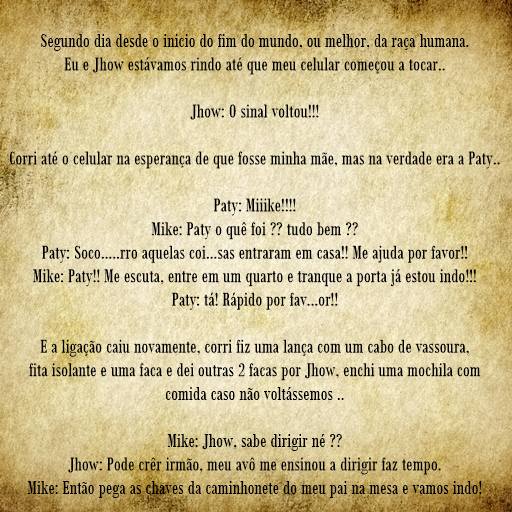 Segundo dia desde o inicio do fim do mundo, ou melhor, da raça humana.
Eu e Jhow estávamos rindo até que meu celular começou a tocar..
Jhow: O sinal voltou!!!
Corri até o celular na esperança de que fosse minha mãe, mas na verdade era a Paty..
Paty: Miiike!!!!
Mike: Paty o quê foi ?? tudo bem ??
Paty: Soco.....rro aquelas coi...sas entraram em casa!! Me ajuda por favor!!
Mike: Paty!! Me escuta, entre em um quarto e tranque a porta já estou indo!!!
Paty: tá! Rápido por fav...or!!
E a ligação caiu novamente, corri fiz uma lança com um cabo de vassoura,
fita isolante e uma faca e dei outras 2 facas por Jhow, enchi uma mochila com
comida caso não voltássemos ..
Mike: Jhow, sabe dirigir né ??
Jhow: Pode crêr irmão, meu avô me ensinou a dirigir faz tempo.
Mike: Então pega as chaves da caminhonete do meu pai na mesa e vamos indo!